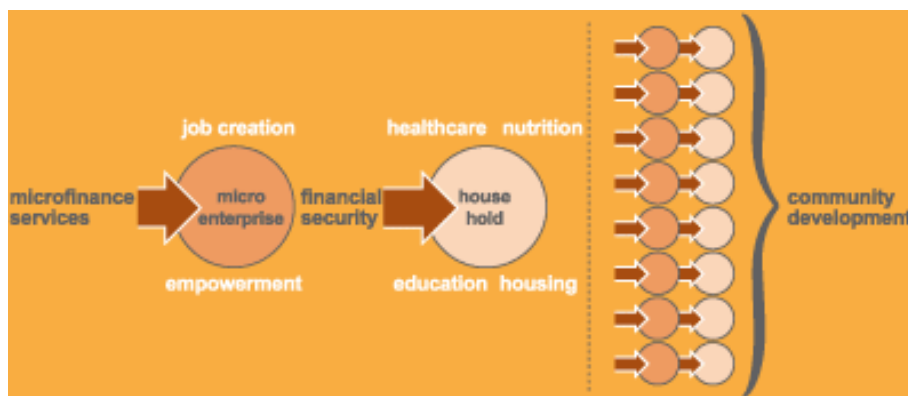 job creation
healthcare nutrition
microfinance
services
micro
enterprise
financial
security
house
hold
community
development
empowerment
education housing